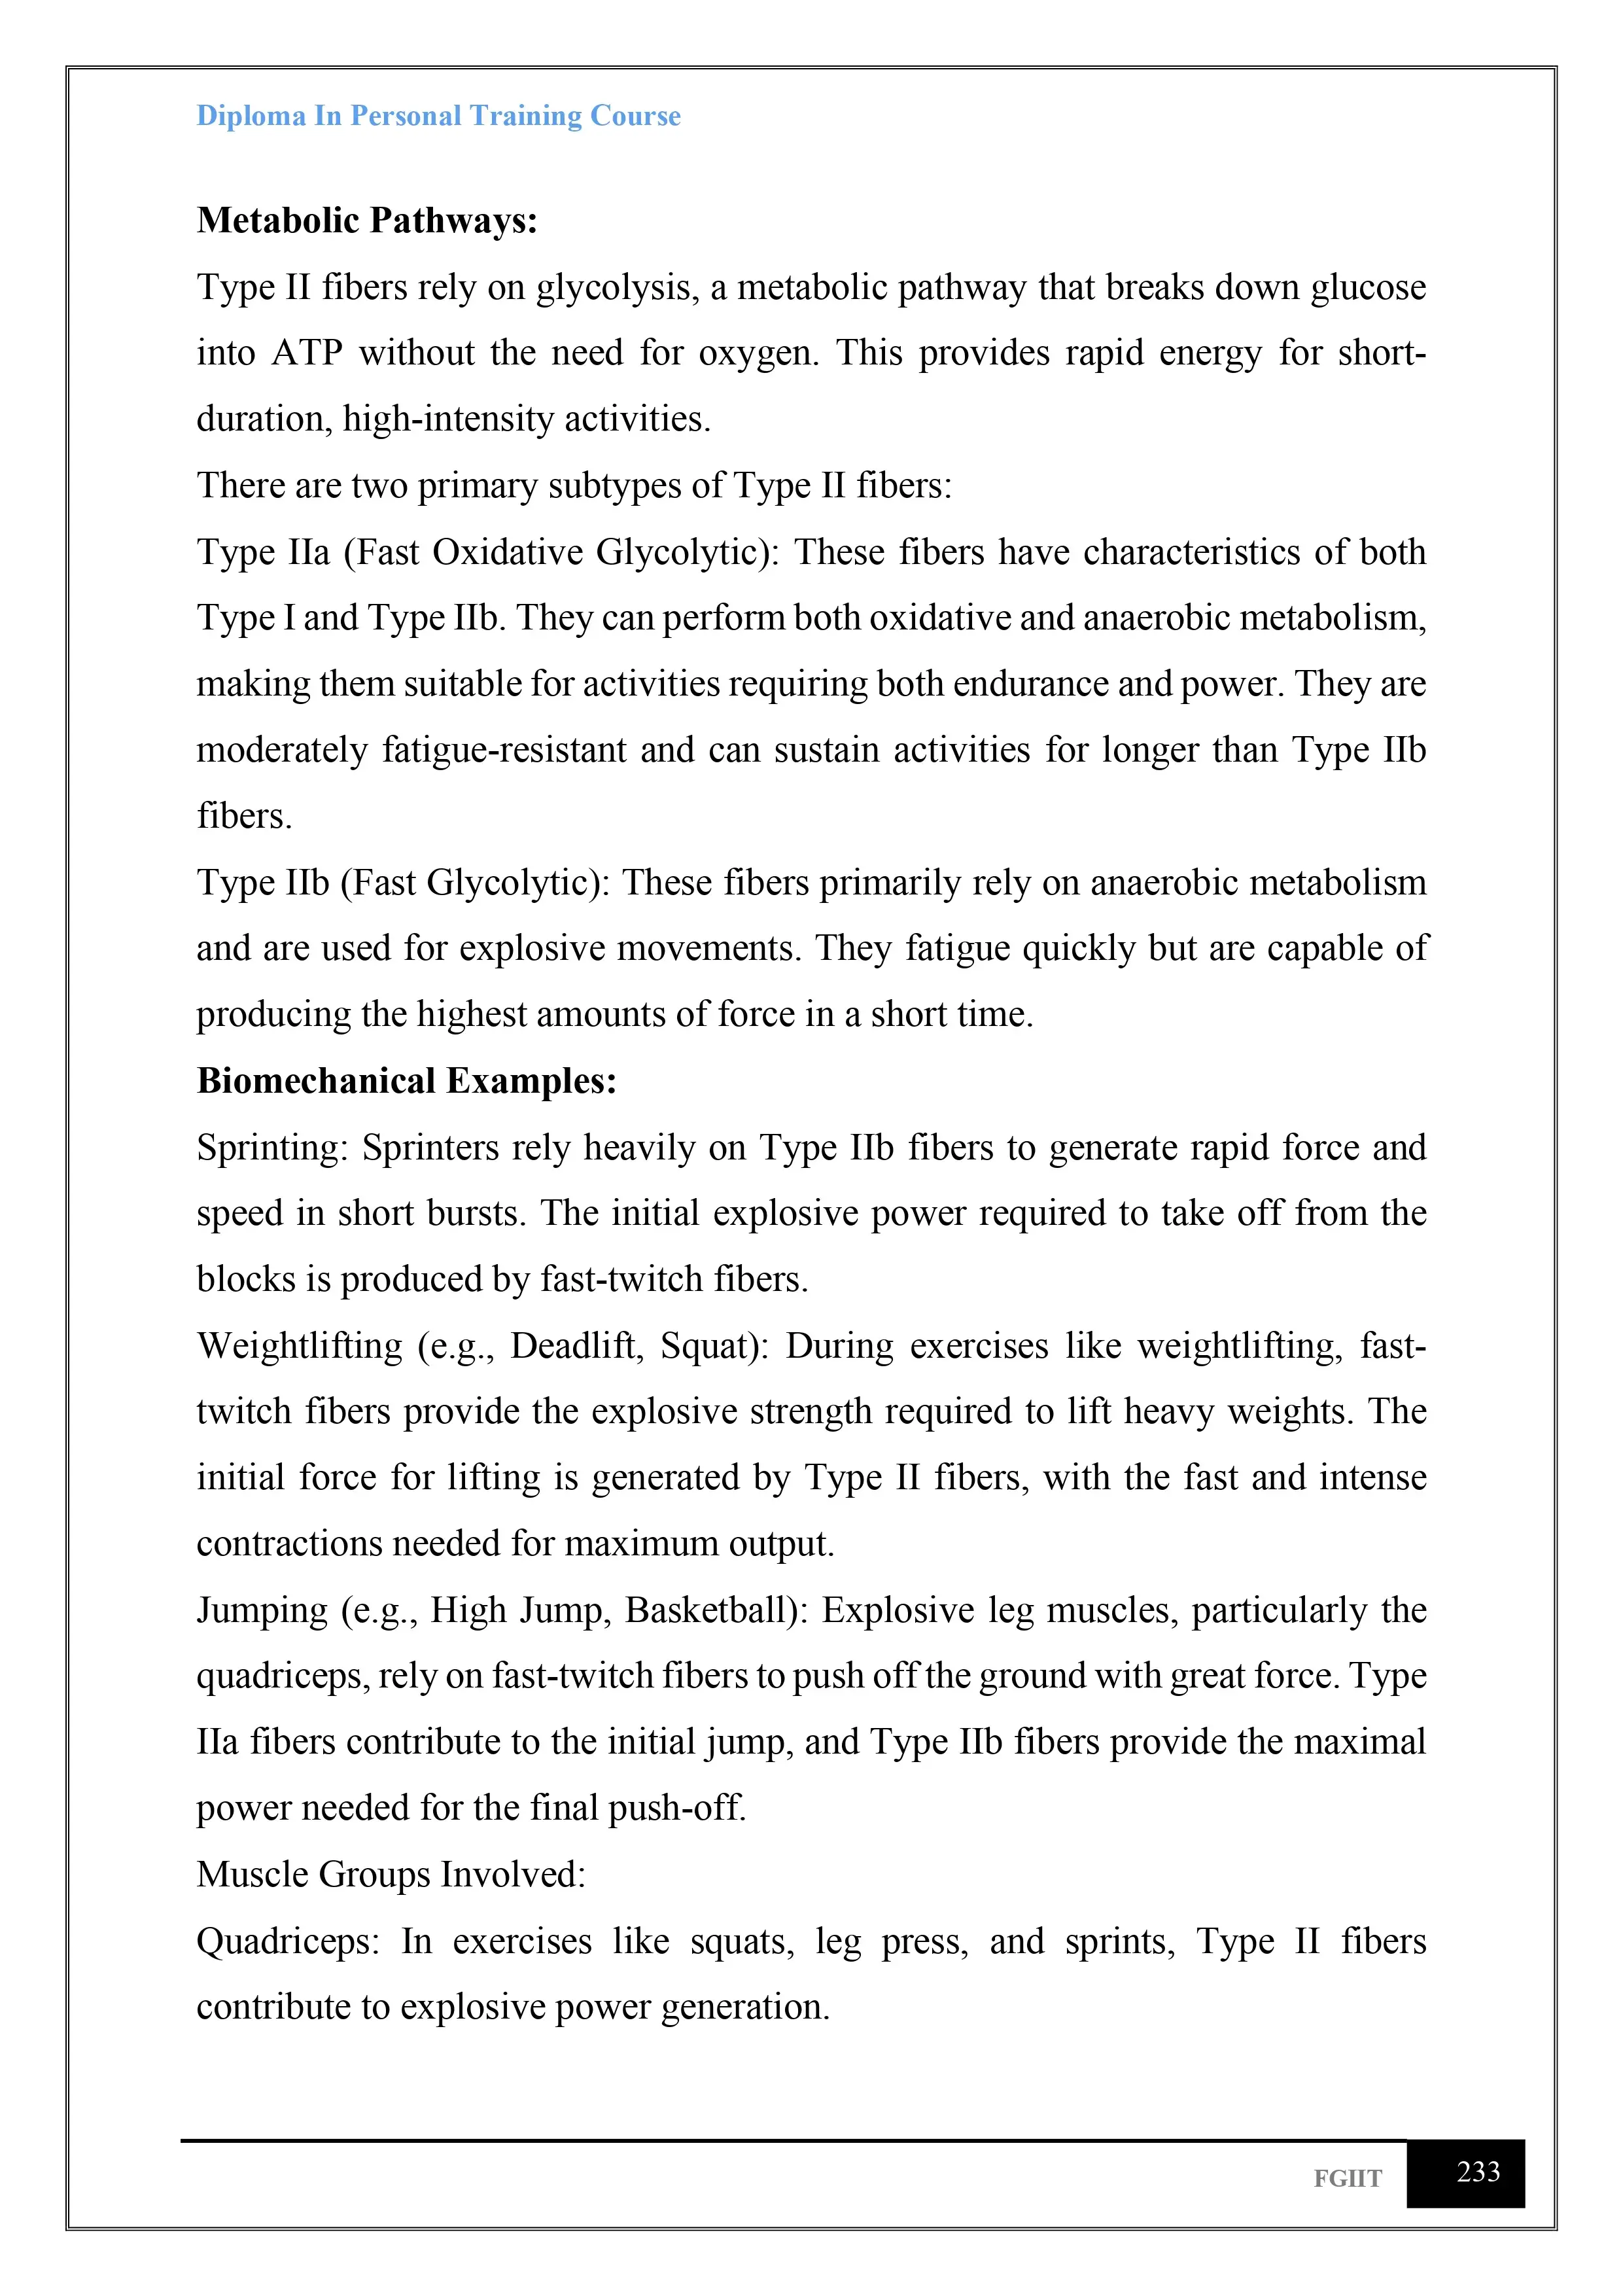 Diploma In Personal Training Course
Metabolic Pathways:
Type II fibers rely on glycolysis, a metabolic pathway that breaks down glucose
into ATP without the need for oxygen. This provides rapid energy for short-
duration, high-intensity activities.
There are two primary subtypes of Type II fibers:
Type IIa (Fast Oxidative Glycolytic): These fibers have characteristics of both
Type I and Type IIb. They can perform both oxidative and anaerobic metabolism,
making them suitable for activities requiring both endurance and power. They are
moderately fatigue-resistant and can sustain activities for longer than Type IIb
fibers.
Type IIb (Fast Glycolytic): These fibers primarily rely on anaerobic metabolism
and are used for explosive movements. They fatigue quickly but are capable of
producing the highest amounts of force in a short time.
Biomechanical Examples:
Sprinting: Sprinters rely heavily on Type IIb fibers to generate rapid force and
speed in short bursts. The initial explosive power required to take off from the
blocks is produced by fast-twitch fibers.
Weightlifting (e.g., Deadlift, Squat): During exercises like weightlifting, fast-
twitch fibers provide the explosive strength required to lift heavy weights. The
initial force for lifting is generated by Type II fibers, with the fast and intense
contractions needed for maximum output.
Jumping (e.g., High Jump, Basketball): Explosive leg muscles, particularly the
quadriceps, rely on fast-twitch fibers to push off the ground with great force. Type
IIa fibers contribute to the initial jump, and Type IIb fibers provide the maximal
power needed for the final push-off.
Muscle Groups Involved:
Quadriceps: In exercises like squats, leg press, and sprints, Type II fibers
contribute to explosive power generation.
FGIIT 233